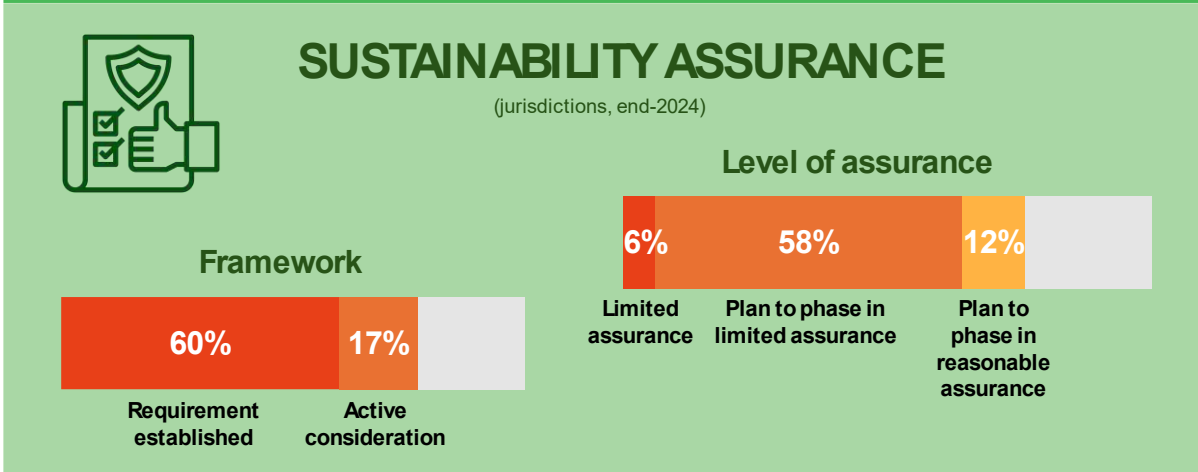 SUSTAINABILITY ASSURANCE
(jurisdictions, end-2024)
Framework
60%
17%
Requirement
established
Active
consideration
Level of assurance
6%
58%
12%
Limited
assurance
Plan to phase in
limited assurance
Plan to
phase in
reasonable
assurance